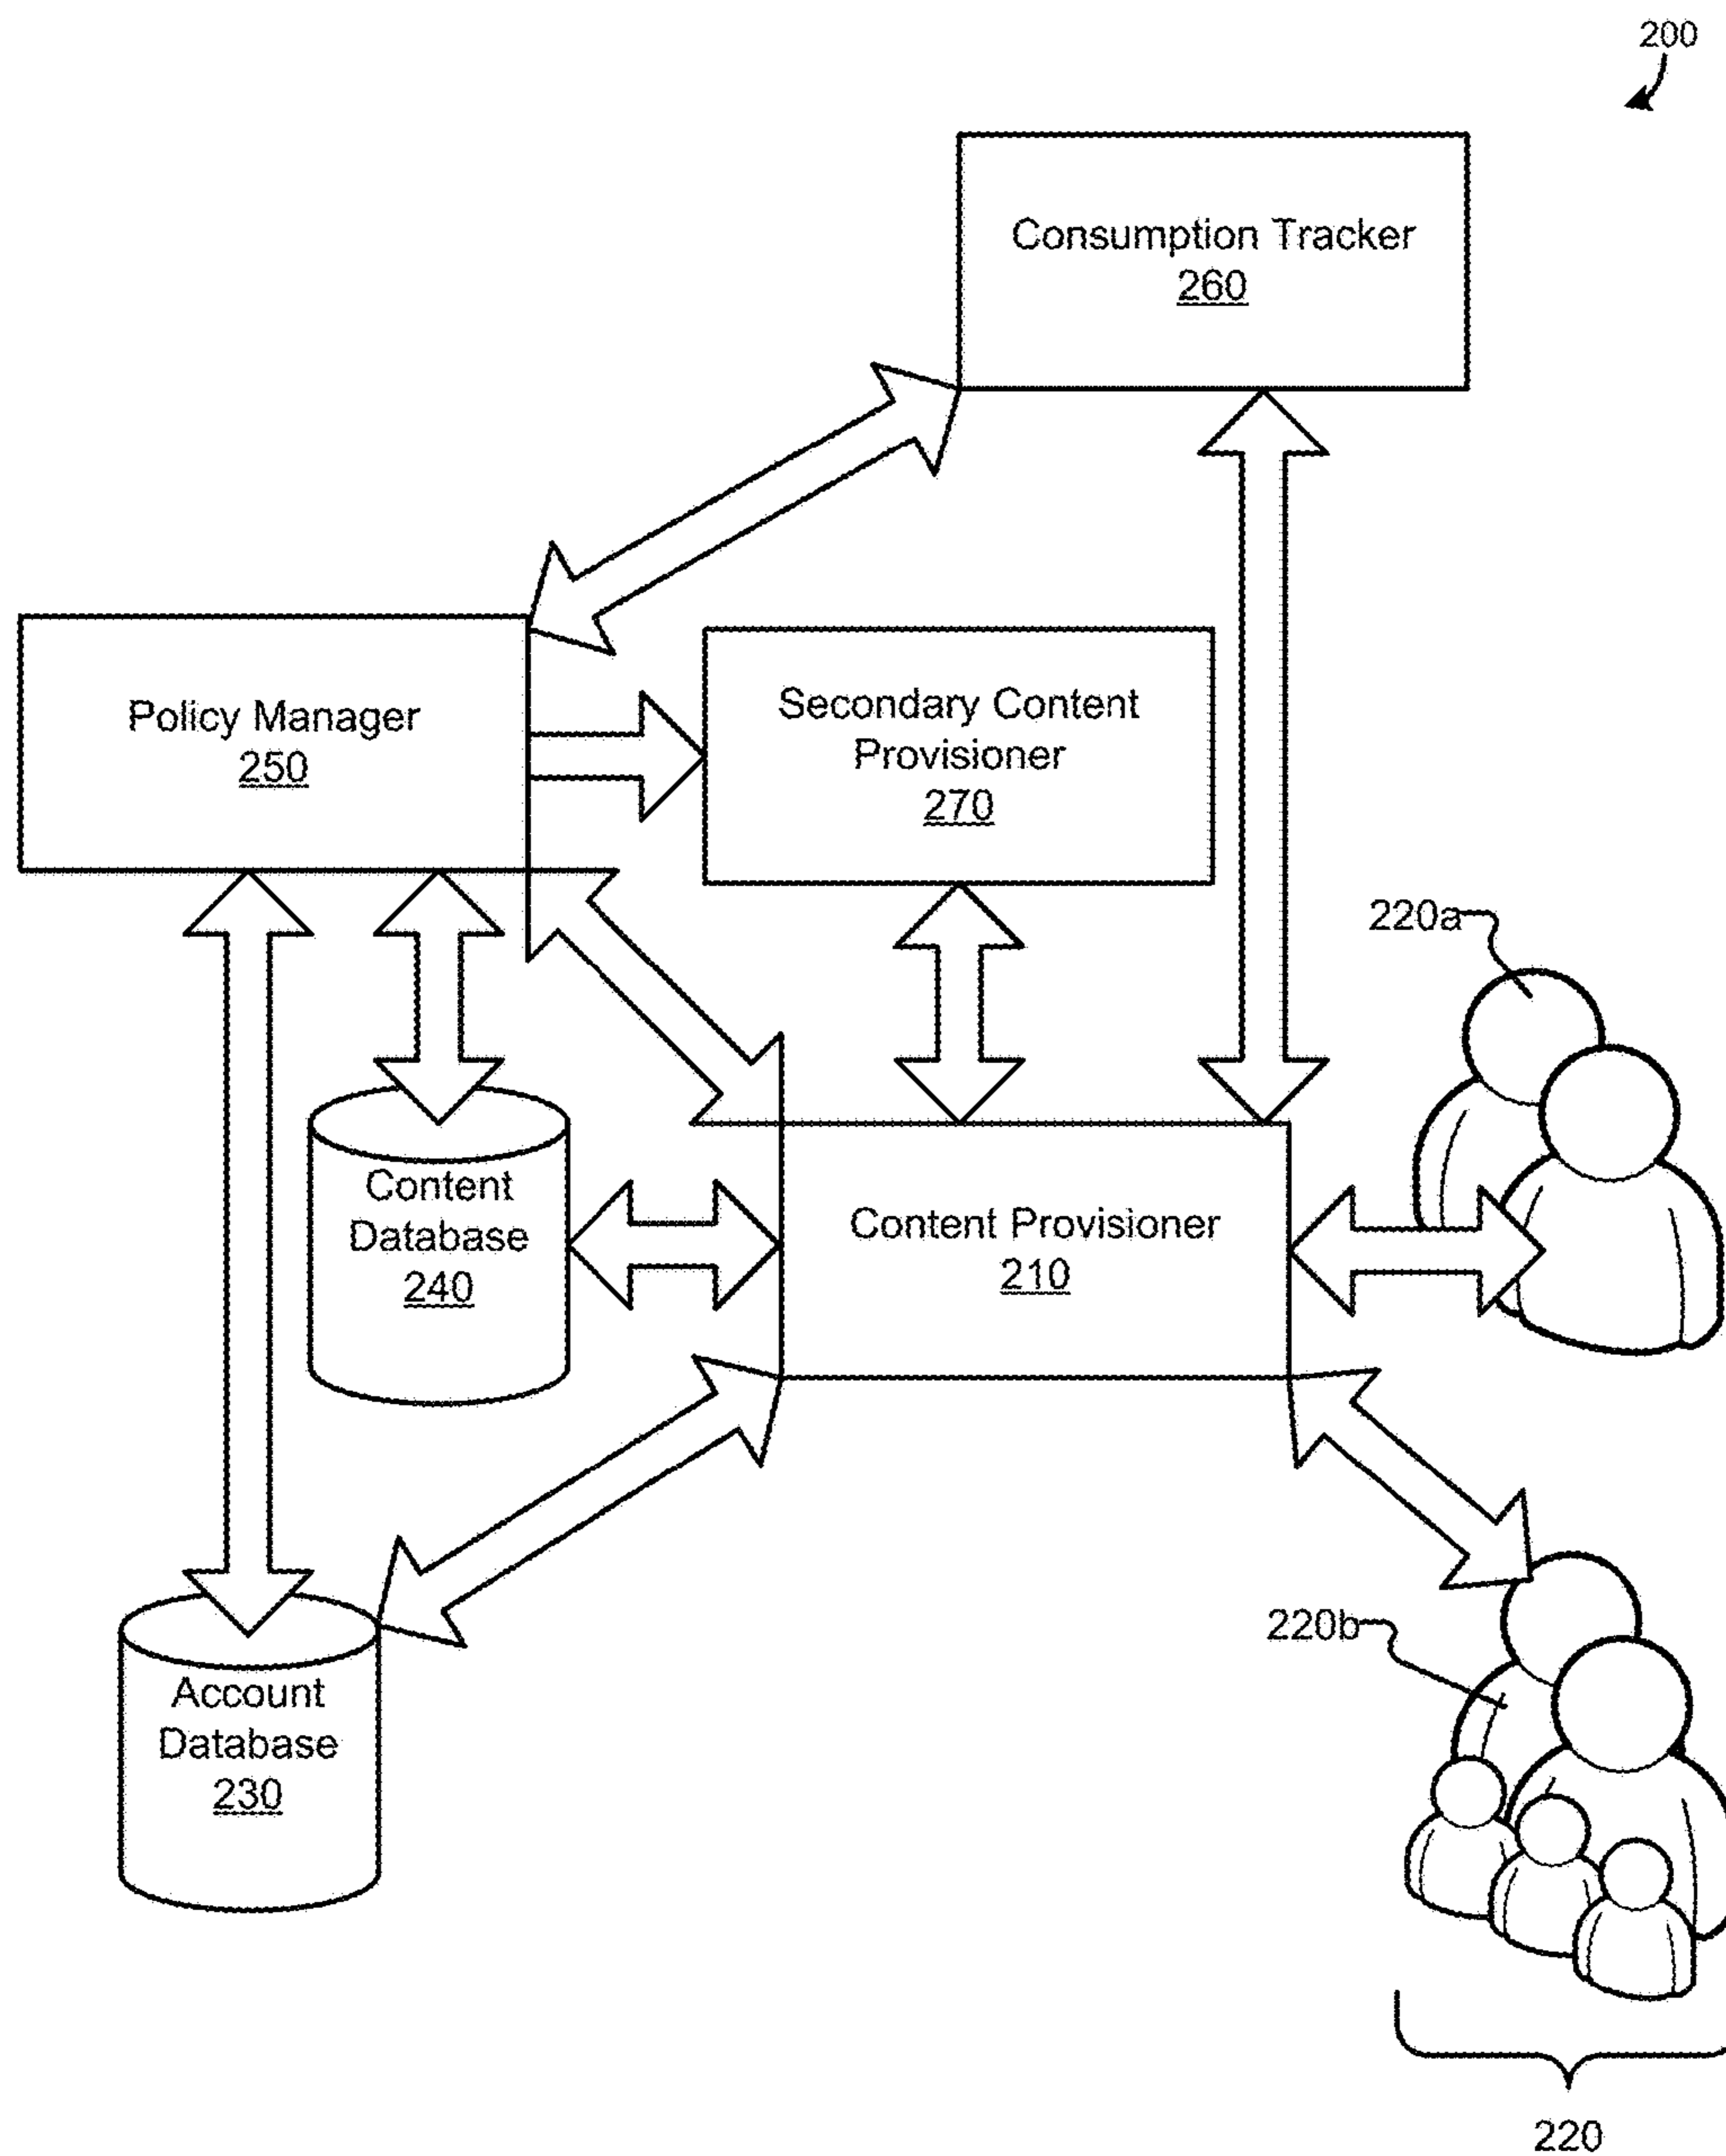 200
Consumption Tracker
260
Policy Manager
250
Secondary Content
Provisioner
270
220a
Content
Database
240
Content Provisioner
210
220b
Account
Database
230
220